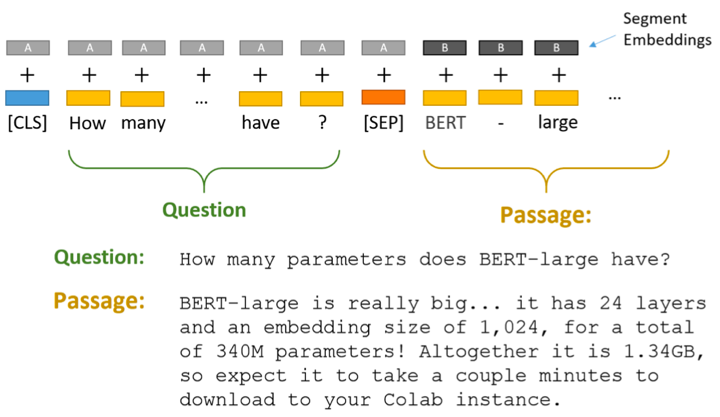 Segment
Embeddings
A A A A A A A B B B
+ + + + + + + + + +
... ...
[CLS] How many have ? [SEP] BERT - large
Question
Passage:
Question: How many parameters does BERT-large have?
Passage: BERT-large is really big... it has 24 layers
and an embedding size of 1,024, for a total
of 340M parameters! Altogether it is 1.34GB,
so expect it to take a couple minutes to
download to your Colab instance.